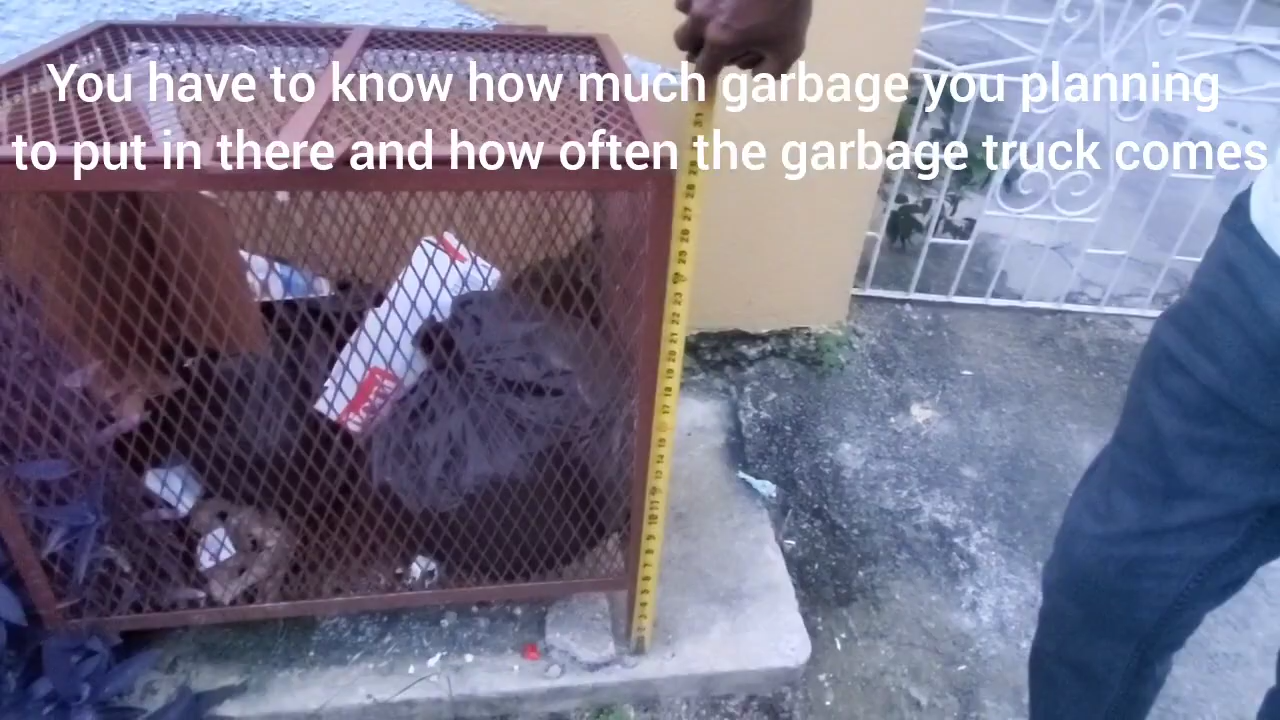 You have to know how much garbage you planning
to put in there and how often the garbage truck comes